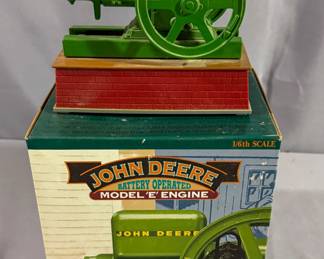 1/6th SCALE
JOHN DEERE
BATTERY OPERATED
MODEL 'E' ENGINE
JOHN DEERE